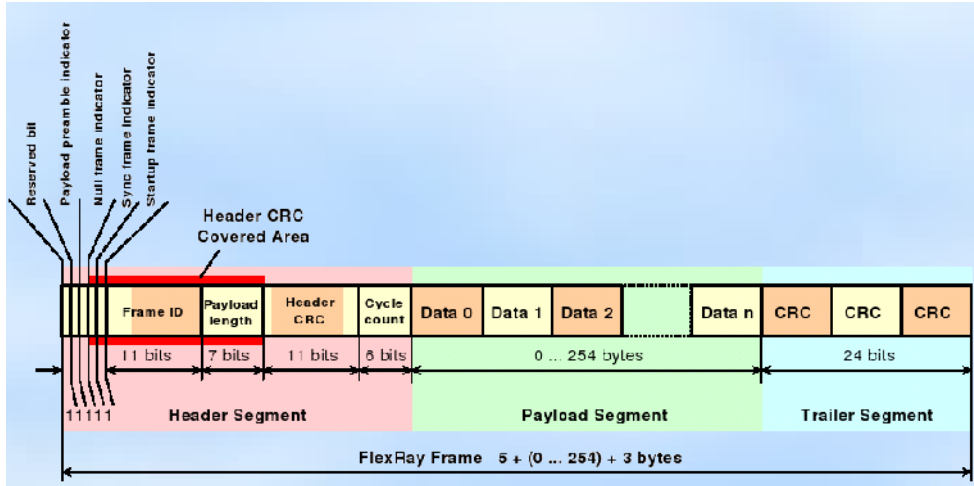 Reserved bit
Payload preamble indicator
Null frame indicator
Sync frame indicator
Startup frame indicator
Header CRC
Covered Area
Frame ID
Payload
length
Header
CRC
Cycle
count
Data 0
Data 1
Data 2
Data n
CRC
CRC
CRC
11 bits
7 bits
11 bits
6 bits
0 ... 254 bytes
24 bits
11111
Header Segment
Payload Segment
Trailer Segment
FlexRay Frame 5 + (0 ... 254) + 3 bytes